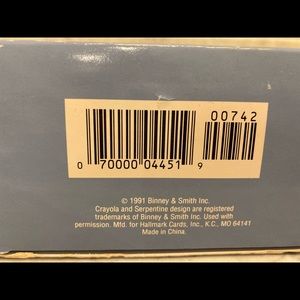 00742
0 70000 04451 9
© 1991 Binney & Smith Inc.
Crayola and Serpentine design are registered
trademarks of Binney & Smith Inc. Used with
permission. Mfd. for Hallmark Cards, Inc., K.C., MO 64141
Made in China.